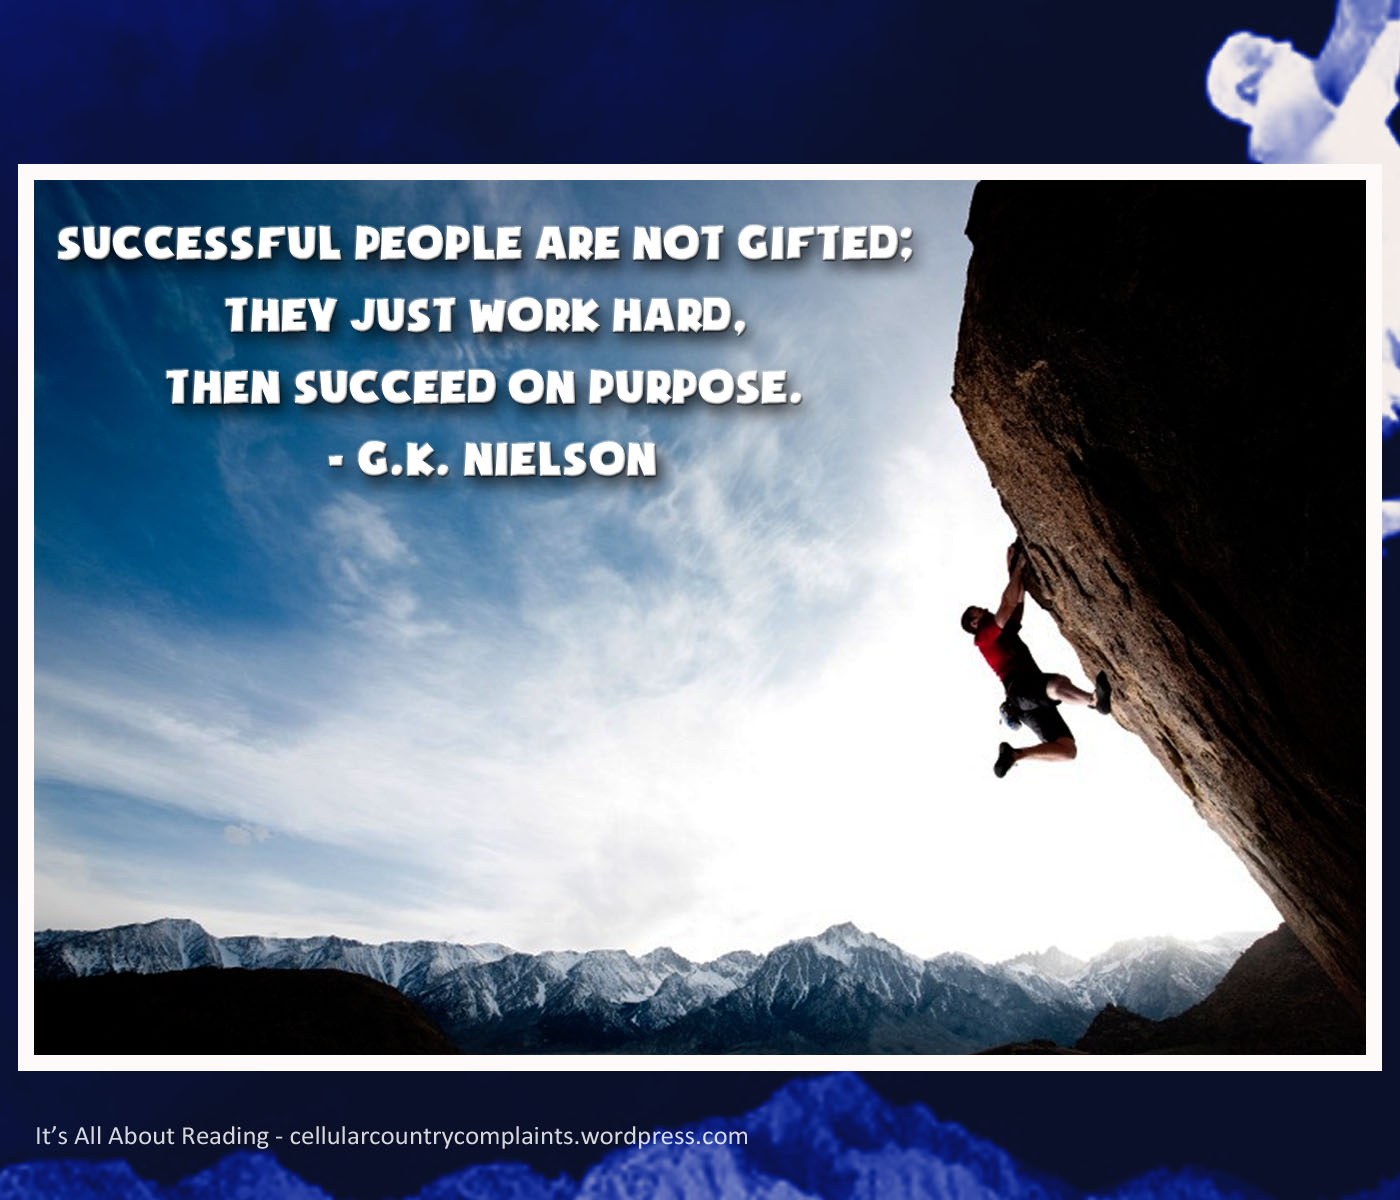 SUCCESSFUL PEOPLE ARE NOT GIFTED;
THEY JUST WORK HARD,
THEN SUCCEED ON PURPOSE.
- G.K. NIELSON
It’s All About Reading - cellularcountrycomplaints.wordpress.com